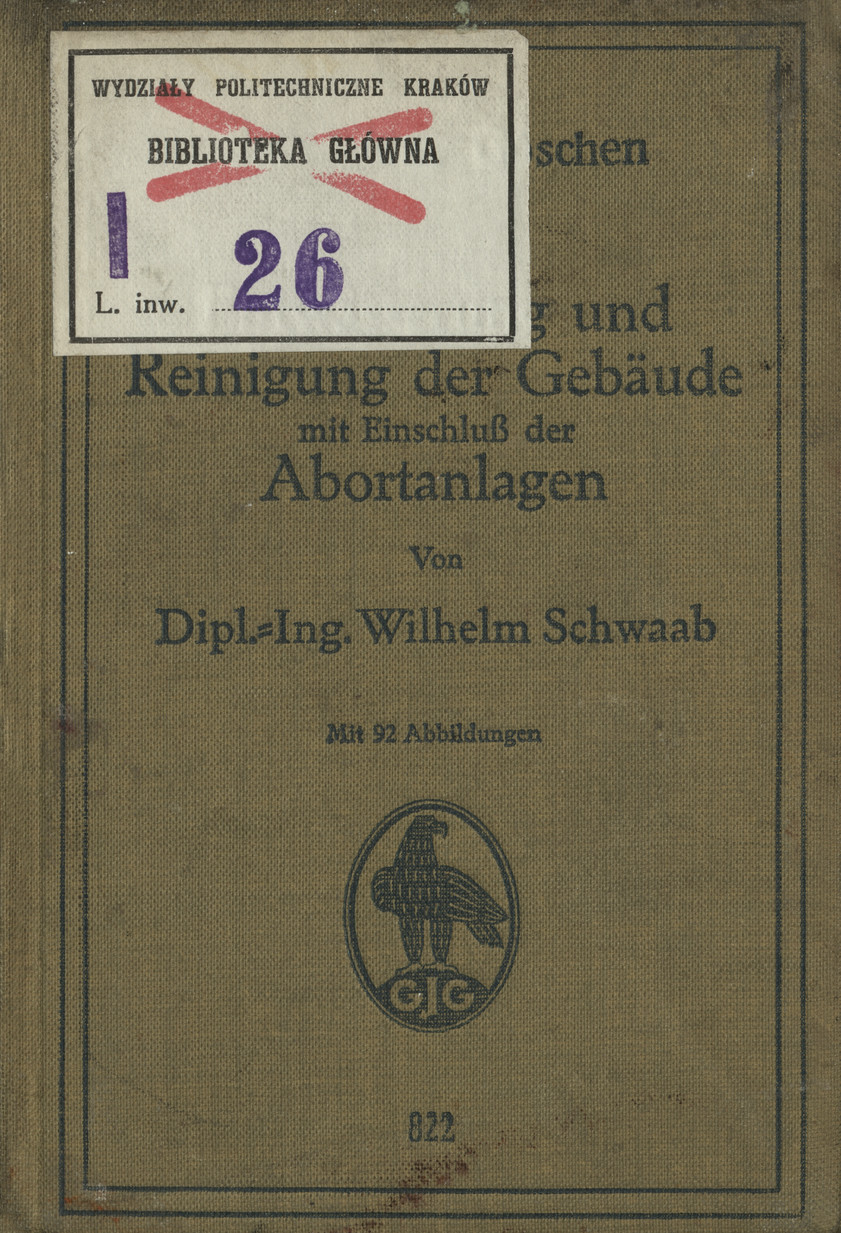 WYDZIAŁY POLITECHNICZNE KRAKÓW
BIBLIOTEKA GŁÓWNA
I 26
L. inw.
schen
g und
Reinigung der Gebäude
mit Einschluß der
Abortanlagen
Von
Dipl.-Ing. Wilhelm Schwaab
Mit 92 Abbildungen
GJG
822